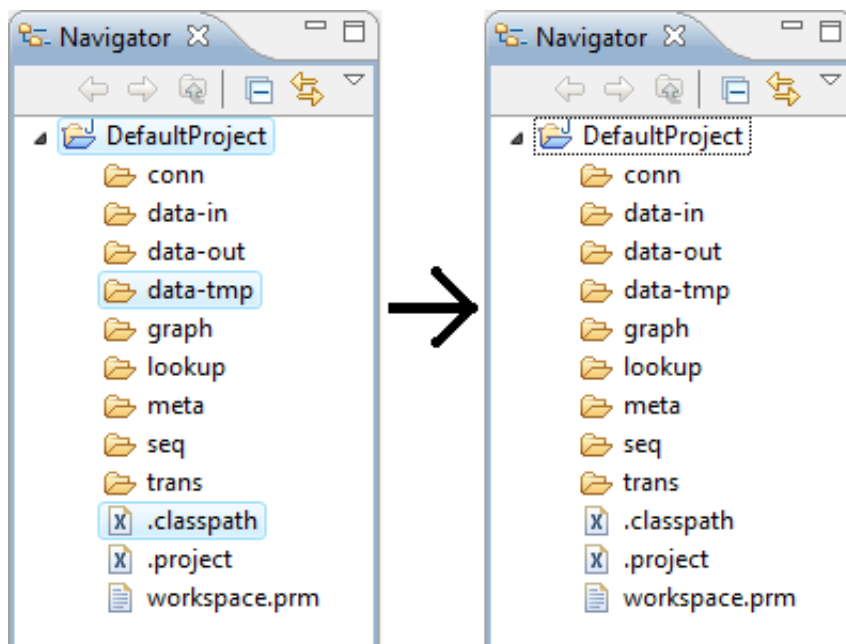 Navigator
DefaultProject
conn
data-in
data-out
data-tmp
graph
lookup
meta
seq
trans
.classpath
.project
workspace.prm
Navigator
DefaultProject
conn
data-in
data-out
data-tmp
graph
lookup
meta
seq
trans
.classpath
.project
workspace.prm